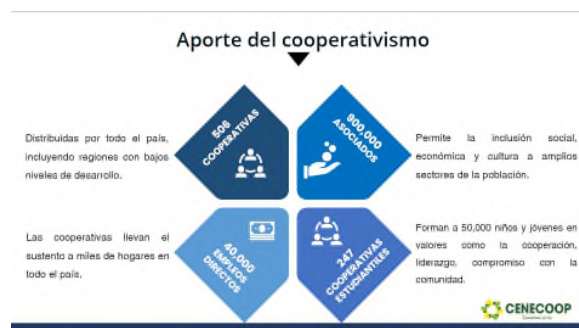 Aporte del cooperativismo
Distribuidas por todo el país,
incluyendo regiones con bajos
niveles de desarrollo.
506
COOPERATIVAS
900,000
ASOCIADOS
Permite la inclusión social,
económica y cultura a amplios
sectores de la población.
Las cooperativas llevan el
sustento a miles de hogares en
todo el país.
40,000
EMPLEOS
DIRECTOS
247
COOPERATIVAS
ESTUDIANTILES
Forman a 50,000 niños y jóvenes en
valores como la cooperación,
liderazgo, compromiso con la
comunidad.
CENECOOP